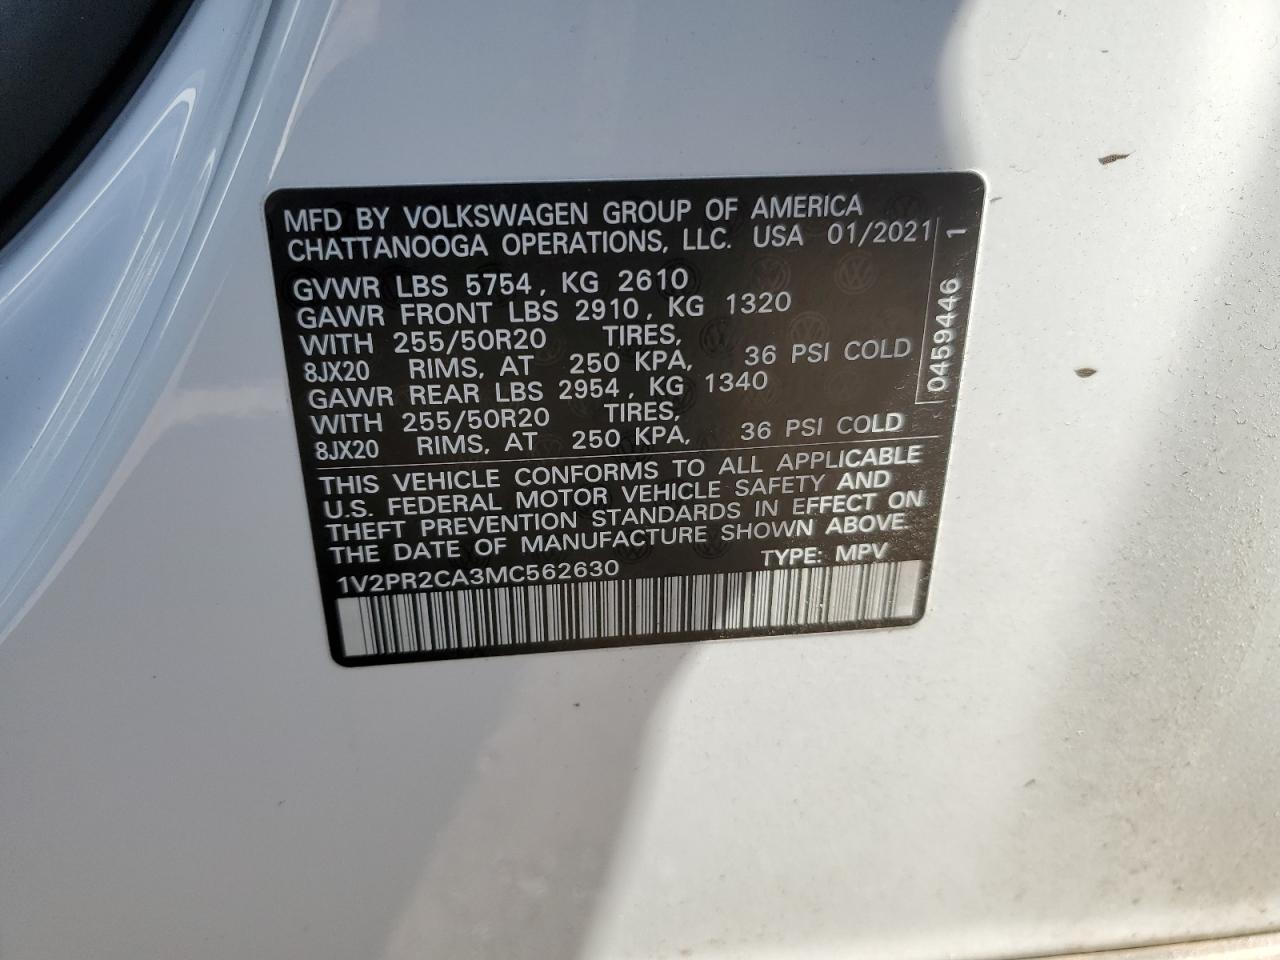 MFD BY VOLKSWAGEN GROUP OF AMERICA
CHATTANOOGA OPERATIONS, LLC. USA 01/2021
GVWR LBS 5754, KG 2610
GAWR FRONT LBS 2910, KG 1320
WITH 255/50R20 TIRES,
8JX20 RIMS, AT 250 KPA, 36 PSI COLD
GAWR REAR LBS 2954, KG 1340
WITH 255/50R20 TIRES,
8JX20 RIMS, AT 250 KPA, 36 PSI COLD
0459446 1
THIS VEHICLE CONFORMS TO ALL APPLICABLE
U.S. FEDERAL MOTOR VEHICLE SAFETY AND
THEFT PREVENTION STANDARDS IN EFFECT ON
THE DATE OF MANUFACTURE SHOWN ABOVE
1V2PR2CA3MC562630 TYPE: MPV